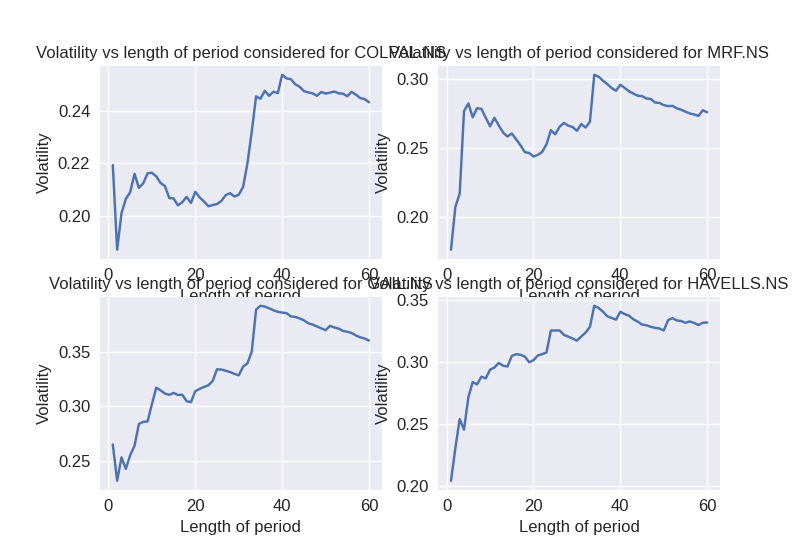 Volatility vs length of period considered for COLPAL.NS
Volatility vs length of period considered for MRF.NS
0.24
0.22
0.20
Volatility
0.30
0.25
0.20
Volatility
0 20 40 60
Length of period
0 20 40 60
Length of period
Volatility vs length of period considered for GAIL.NS
Volatility vs length of period considered for HAVELLS.NS
0.35
0.30
0.25
Volatility
0.35
0.30
0.25
0.20
Volatility
0 20 40 60
Length of period
0 20 40 60
Length of period